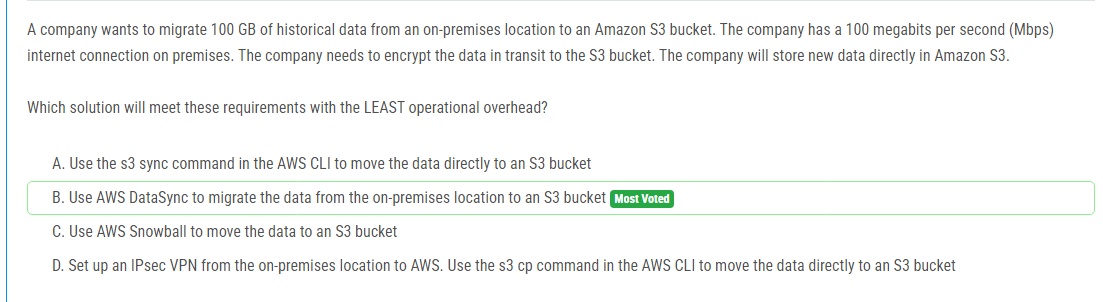 A company wants to migrate 100 GB of historical data from an on-premises location to an Amazon S3 bucket. The company has a 100 megabits per second (Mbps)
internet connection on premises. The company needs to encrypt the data in transit to the S3 bucket. The company will store new data directly in Amazon S3.
Which solution will meet these requirements with the LEAST operational overhead?
A. Use the s3 sync command in the AWS CLI to move the data directly to an S3 bucket
B. Use AWS DataSync to migrate the data from the on-premises location to an S3 bucket Most Voted
C. Use AWS Snowball to move the data to an S3 bucket
D. Set up an IPsec VPN from the on-premises location to AWS. Use the s3 cp command in the AWS CLI to move the data directly to an S3 bucket